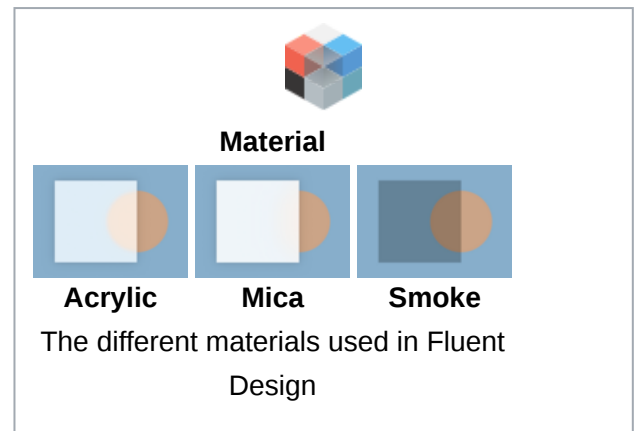 Material
Acrylic Mica Smoke
The different materials used in Fluent
Design